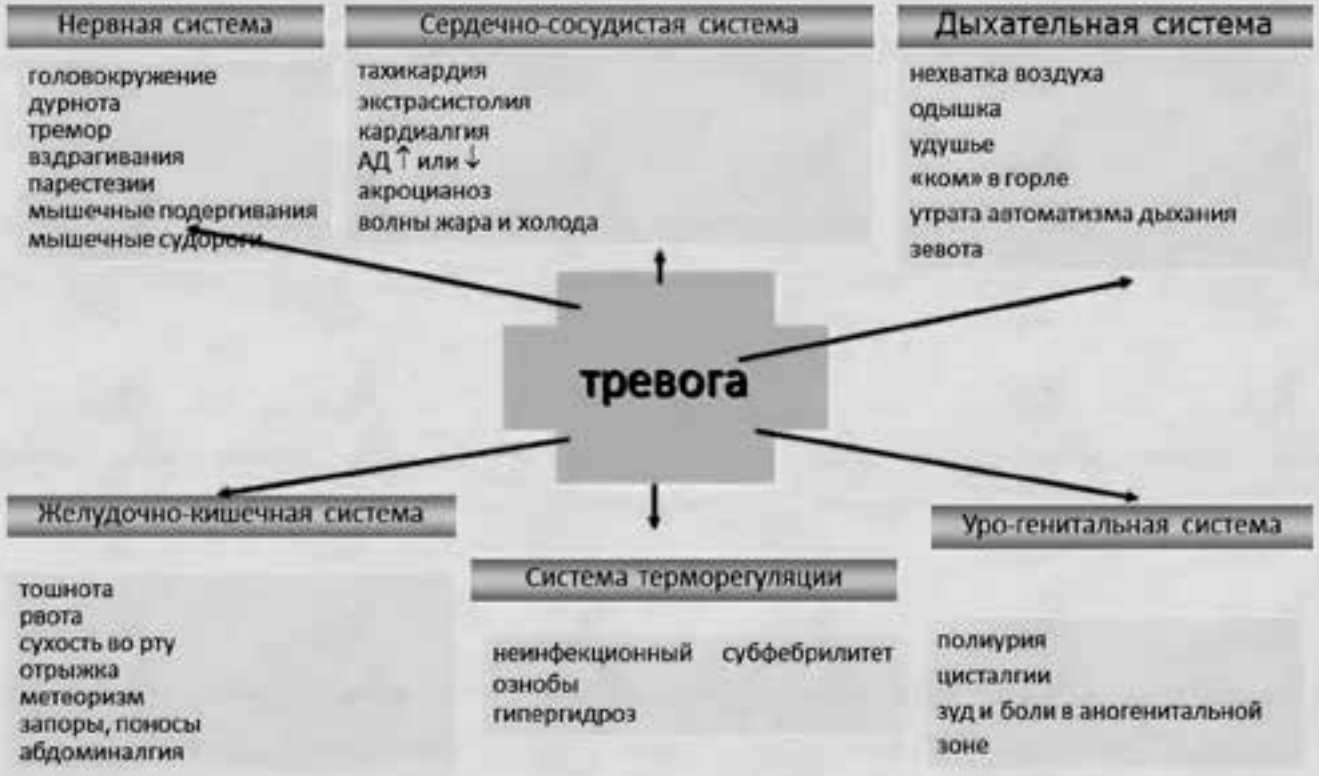 Нервная система
головокружение
дурнота
тремор
вздрагивания
парестезии
мышечные подергивания
мышечные судороги
Сердечно-сосудистая система
тахикардия
экстрасистолия
кардиалгия
АД ↑ или ↓
акроцианоз
волны жара и холода
Дыхательная система
нехватка воздуха
одышка
удушье
«ком» в горле
утрата автоматизма дыхания
зевота
тревога
Желудочно-кишечная система
тошнота
рвота
сухость во рту
отрыжка
метеоризм
запоры, поносы
абдоминалгия
Система терморегуляции
неинфекционный субфебрилитет
ознобы
гипергидроз
Уро-генитальная система
полиурия
цисталгии
зуд и боли в аногенитальной
зоне